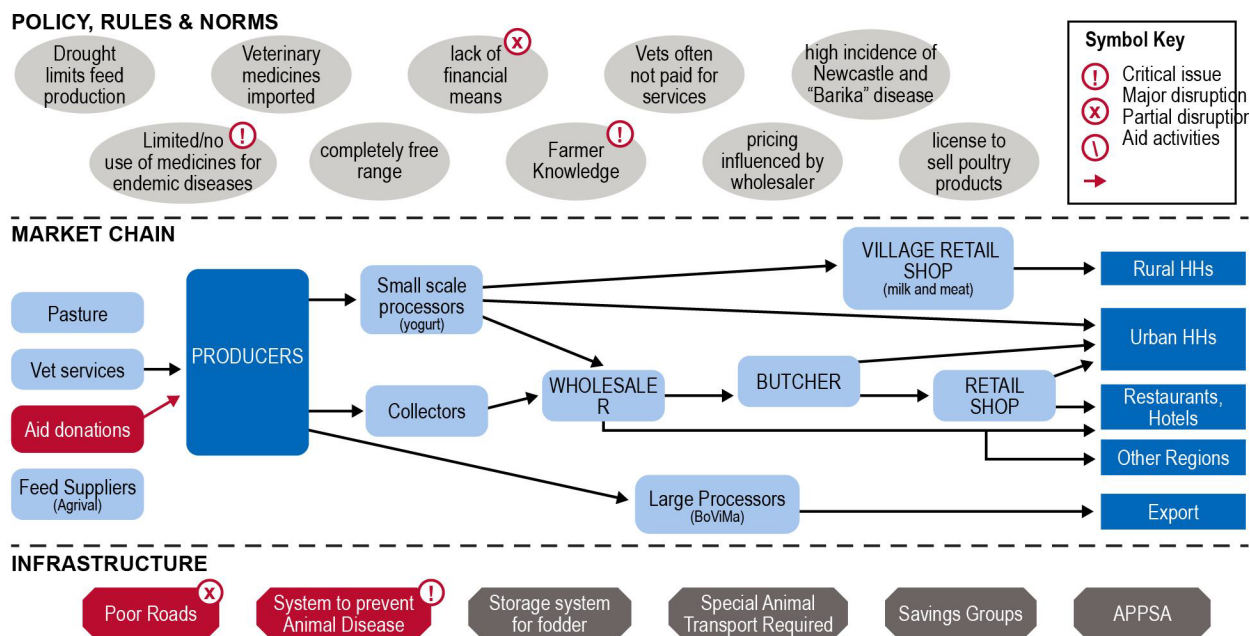 POLICY, RULES & NORMS
Drought
limits feed
production
Veterinary
medicines
imported
lack of
financial
means
x
Vets often
not paid for
services
high incidence of
Newcastle and
“Barika” disease
Limited/no
use of medicines for
endemic diseases
!
completely free
range
Farmer
Knowledge
!
pricing
influenced by
wholesaler
license to
sell poultry
products
Symbol Key
! Critical issue
Major disruption
x Partial disruption
\ Aid activities
MARKET CHAIN
Pasture
Vet services
Aid donations
Feed Suppliers
(Agrival)
PRODUCERS
Small scale
processors
(yogurt)
Collectors
WHOLESALE
R
Large Processors
(BoViMa)
BUTCHER
VILLAGE RETAIL
SHOP
(milk and meat)
RETAIL
SHOP
Rural HHs
Urban HHs
Restaurants,
Hotels
Other Regions
Export
INFRASTRUCTURE
Poor Roads
x
System to prevent
Animal Disease
!
Storage system
for fodder
Special Animal
Transport Required
Savings Groups
APPSA